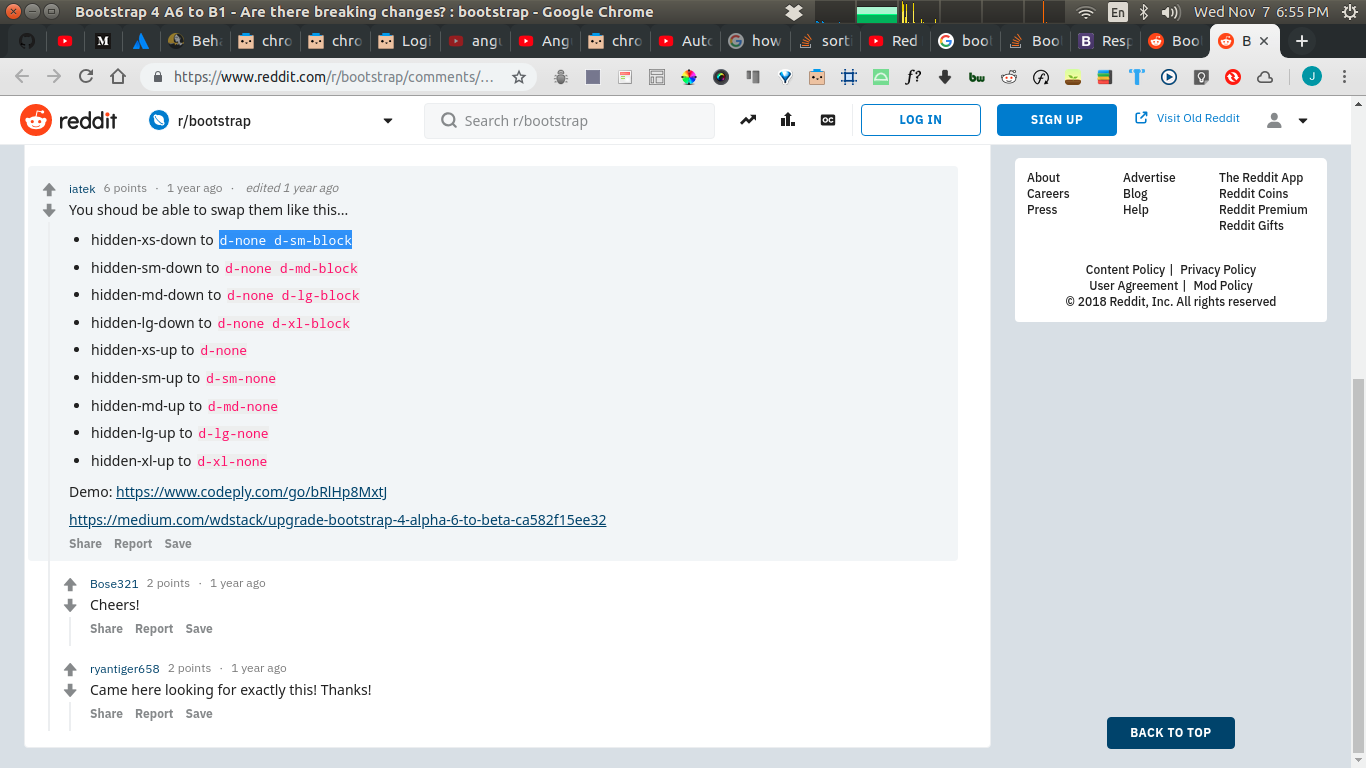 Bootstrap 4 A6 to B1 - Are there breaking changes? : bootstrap - Google Chrome
En
Wed Nov 7 6:55 PM
Beh
chro
chro
Logi
angu
Ang
chro
Auto
how
sorti
Red
boot
Boot
Resp
Boot
B
https://www.reddit.com/r/bootstrap/comments/...
f?
bw
J
reddit
r/bootstrap
Search r/bootstrap
LOG IN
SIGN UP
Visit Old Reddit
iatek 6 points · 1 year ago · edited 1 year ago
You shoud be able to swap them like this...
hidden-xs-down to d-none d-sm-block
hidden-sm-down to d-none d-md-block
hidden-md-down to d-none d-lg-block
hidden-lg-down to d-none d-xl-block
hidden-xs-up to d-none
hidden-sm-up to d-sm-none
hidden-md-up to d-md-none
hidden-lg-up to d-lg-none
hidden-xl-up to d-xl-none
Demo: https://www.codeply.com/go/bRlHp8MxtJ
https://medium.com/wdstack/upgrade-bootstrap-4-alpha-6-to-beta-ca582f15ee32
Share Report Save
Bose321 2 points · 1 year ago
Cheers!
Share Report Save
ryantiger658 2 points · 1 year ago
Came here looking for exactly this! Thanks!
Share Report Save
About Advertise The Reddit App
Careers Blog Reddit Coins
Press Help Reddit Premium
Reddit Gifts
Content Policy | Privacy Policy
User Agreement | Mod Policy
© 2018 Reddit, Inc. All rights reserved
BACK TO TOP